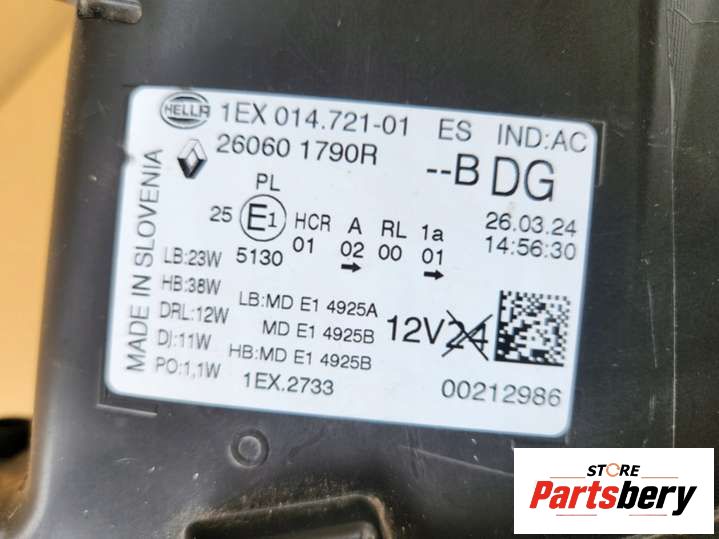 HELLA 1EX 014.721-01 ES IND:AC
26060 1790R --B DG
PL
25 E1 HCR A RL 1a 26.03.24
01 02 00 01 14:56:30
LB:23W 5130
HB:38W LB:MD E1 4925A
DRL:12W MD E1 4925B 12V24
DJ:11W HB:MD E1 4925B
PO:1,1W 1EX.2733 00212986
MADE IN SLOVENIA
STORE
Partsbery